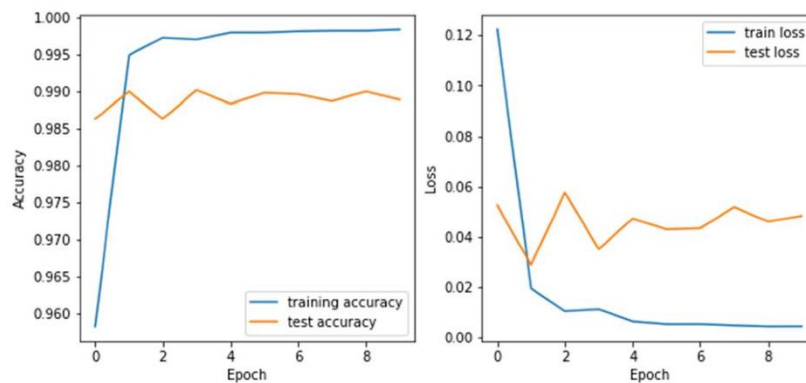 1.000
0.995
0.990
0.985
0.980
0.975
0.970
0.965
0.960
Accuracy
training accuracy
test accuracy
0 2 4 6 8
Epoch
0.12
0.10
0.08
0.06
0.04
0.02
0.00
Loss
train loss
test loss
0 2 4 6 8
Epoch